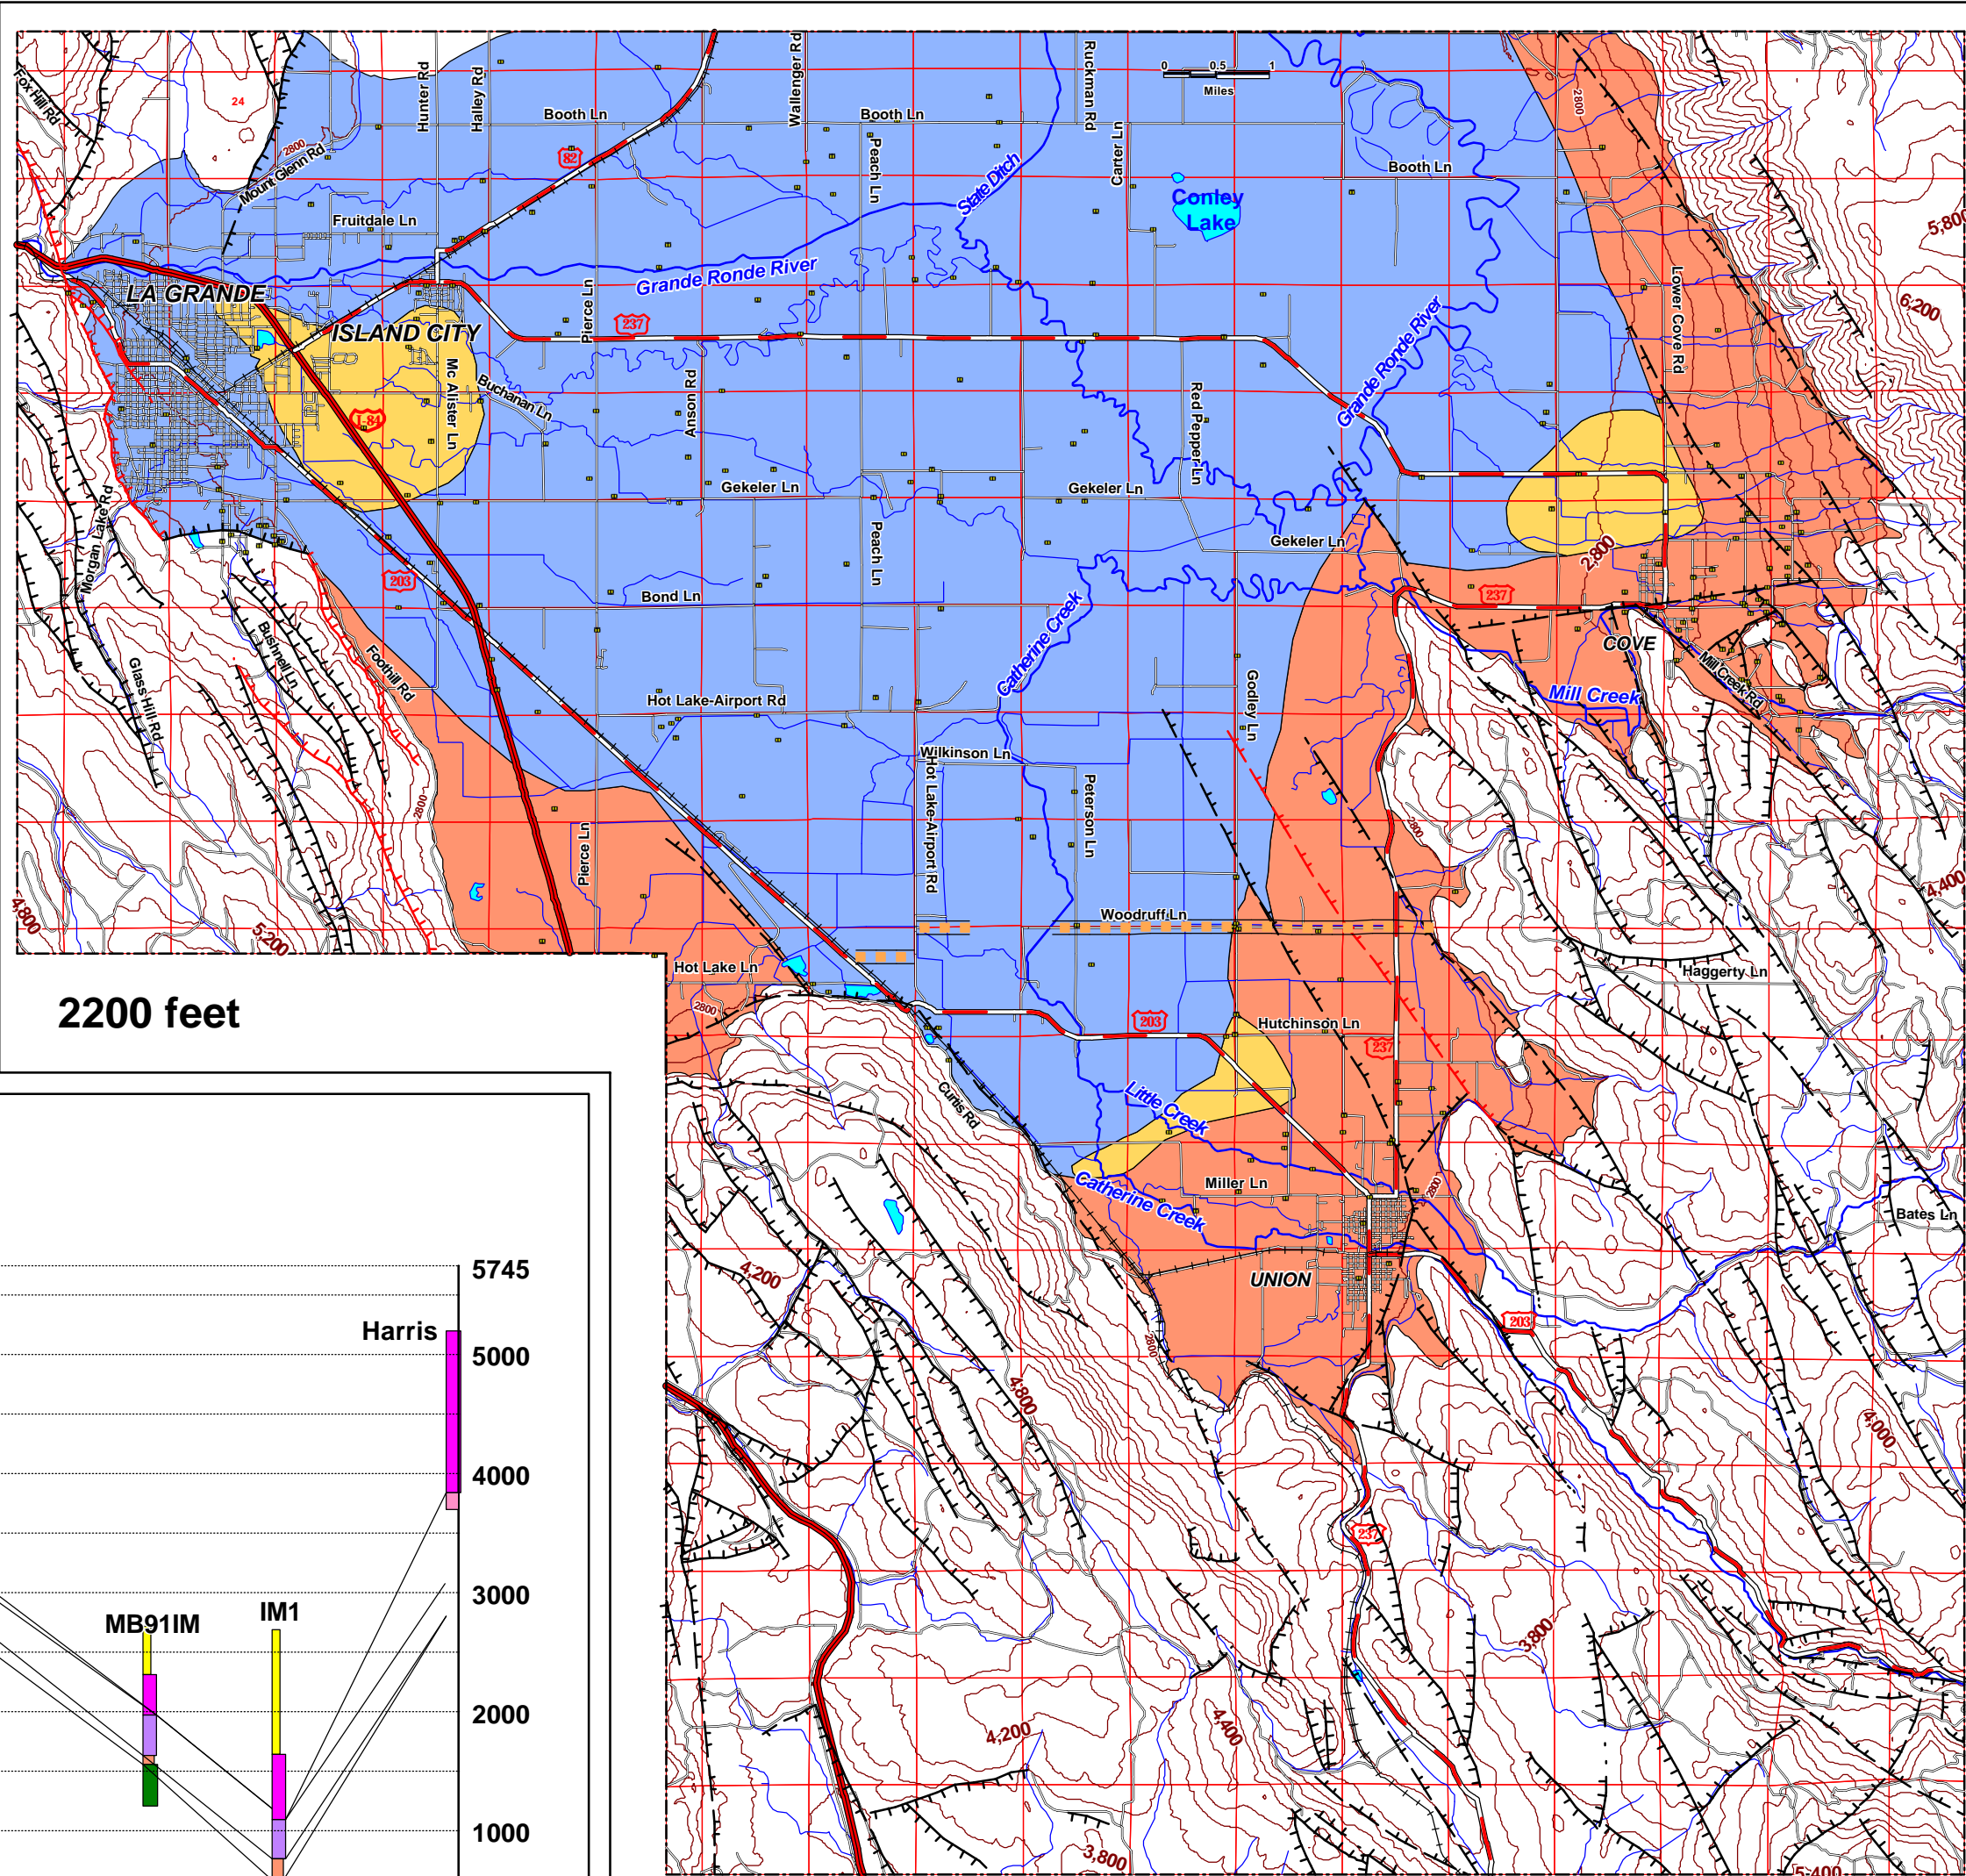 Fox Hill Rd
24
2800
Mount Glenn Rd
Hunter Rd
Halley Rd
Booth Ln
82
Wallenger Rd
Booth Ln
Peach Ln
State Ditch
Ruckman Rd
Carter Ln
0 0.5 1
Miles
Booth Ln
2800
Conley
Lake
5,800
6,200
Fruitdale Ln
LA GRANDE
ISLAND CITY
Grande Ronde River
Pierce Ln
237
Lower Cove Rd
Grande Ronde River
Mc Alister Ln
Buchanan Ln
I-84
Anson Rd
Red Pepper Ln
Morgan Lake Rd
Gekeler Ln
Gekeler Ln
Gekeler Ln
2,800
Peach Ln
203
Bond Ln
237
Catherine Creek
COVE
Mill Creek Rd
Mill Creek
Bushnell Ln
Foothill Rd
Glass Hill Rd
Hot Lake-Airport Rd
Godley Ln
Wilkinson Ln
Hot Lake-Airport Rd
Peterson Ln
2800
Pierce Ln
2800
4,800
5,200
4,400
Woodruff Ln
Haggerty Ln
Hot Lake Ln
2800
203
Hutchinson Ln
237
2200 feet
Curtis Rd
Little Creek
Catherine Creek
Miller Ln
2800
Bates Ln
UNION
4,200
203
2800
4,800
4,000
237
3,800
4,200
4,400
3,800
5,400
5745
Harris
5000
4000
3000
MB91IM
IM1
2000
1000